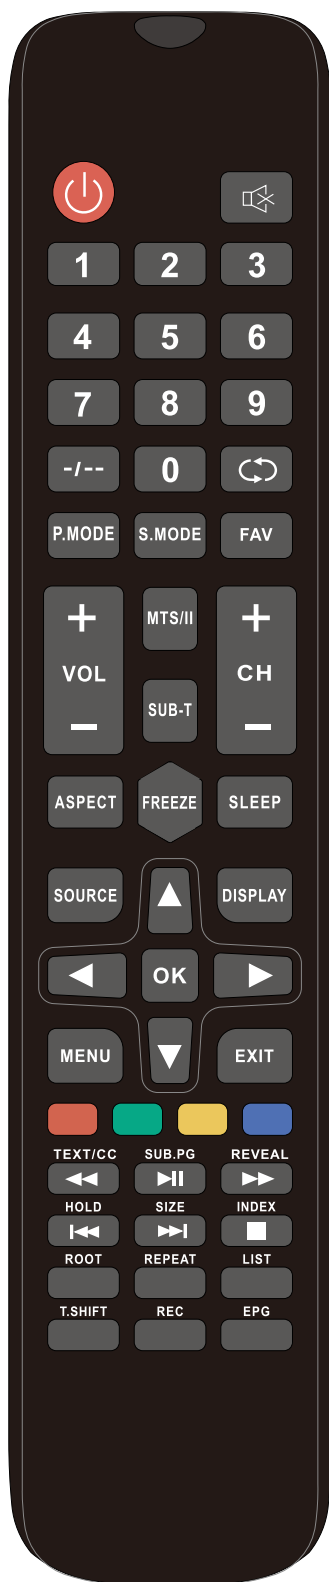 1 2 3
4 5 6
7 8 9
-/-- 0
P.MODE S.MODE FAV
+ MTS/II +
VOL CH
SUB-T
− −
ASPECT FREEZE SLEEP
SOURCE DISPLAY
OK
MENU EXIT
TEXT/CC SUB.PG REVEAL
HOLD SIZE INDEX
ROOT REPEAT LIST
T.SHIFT REC EPG